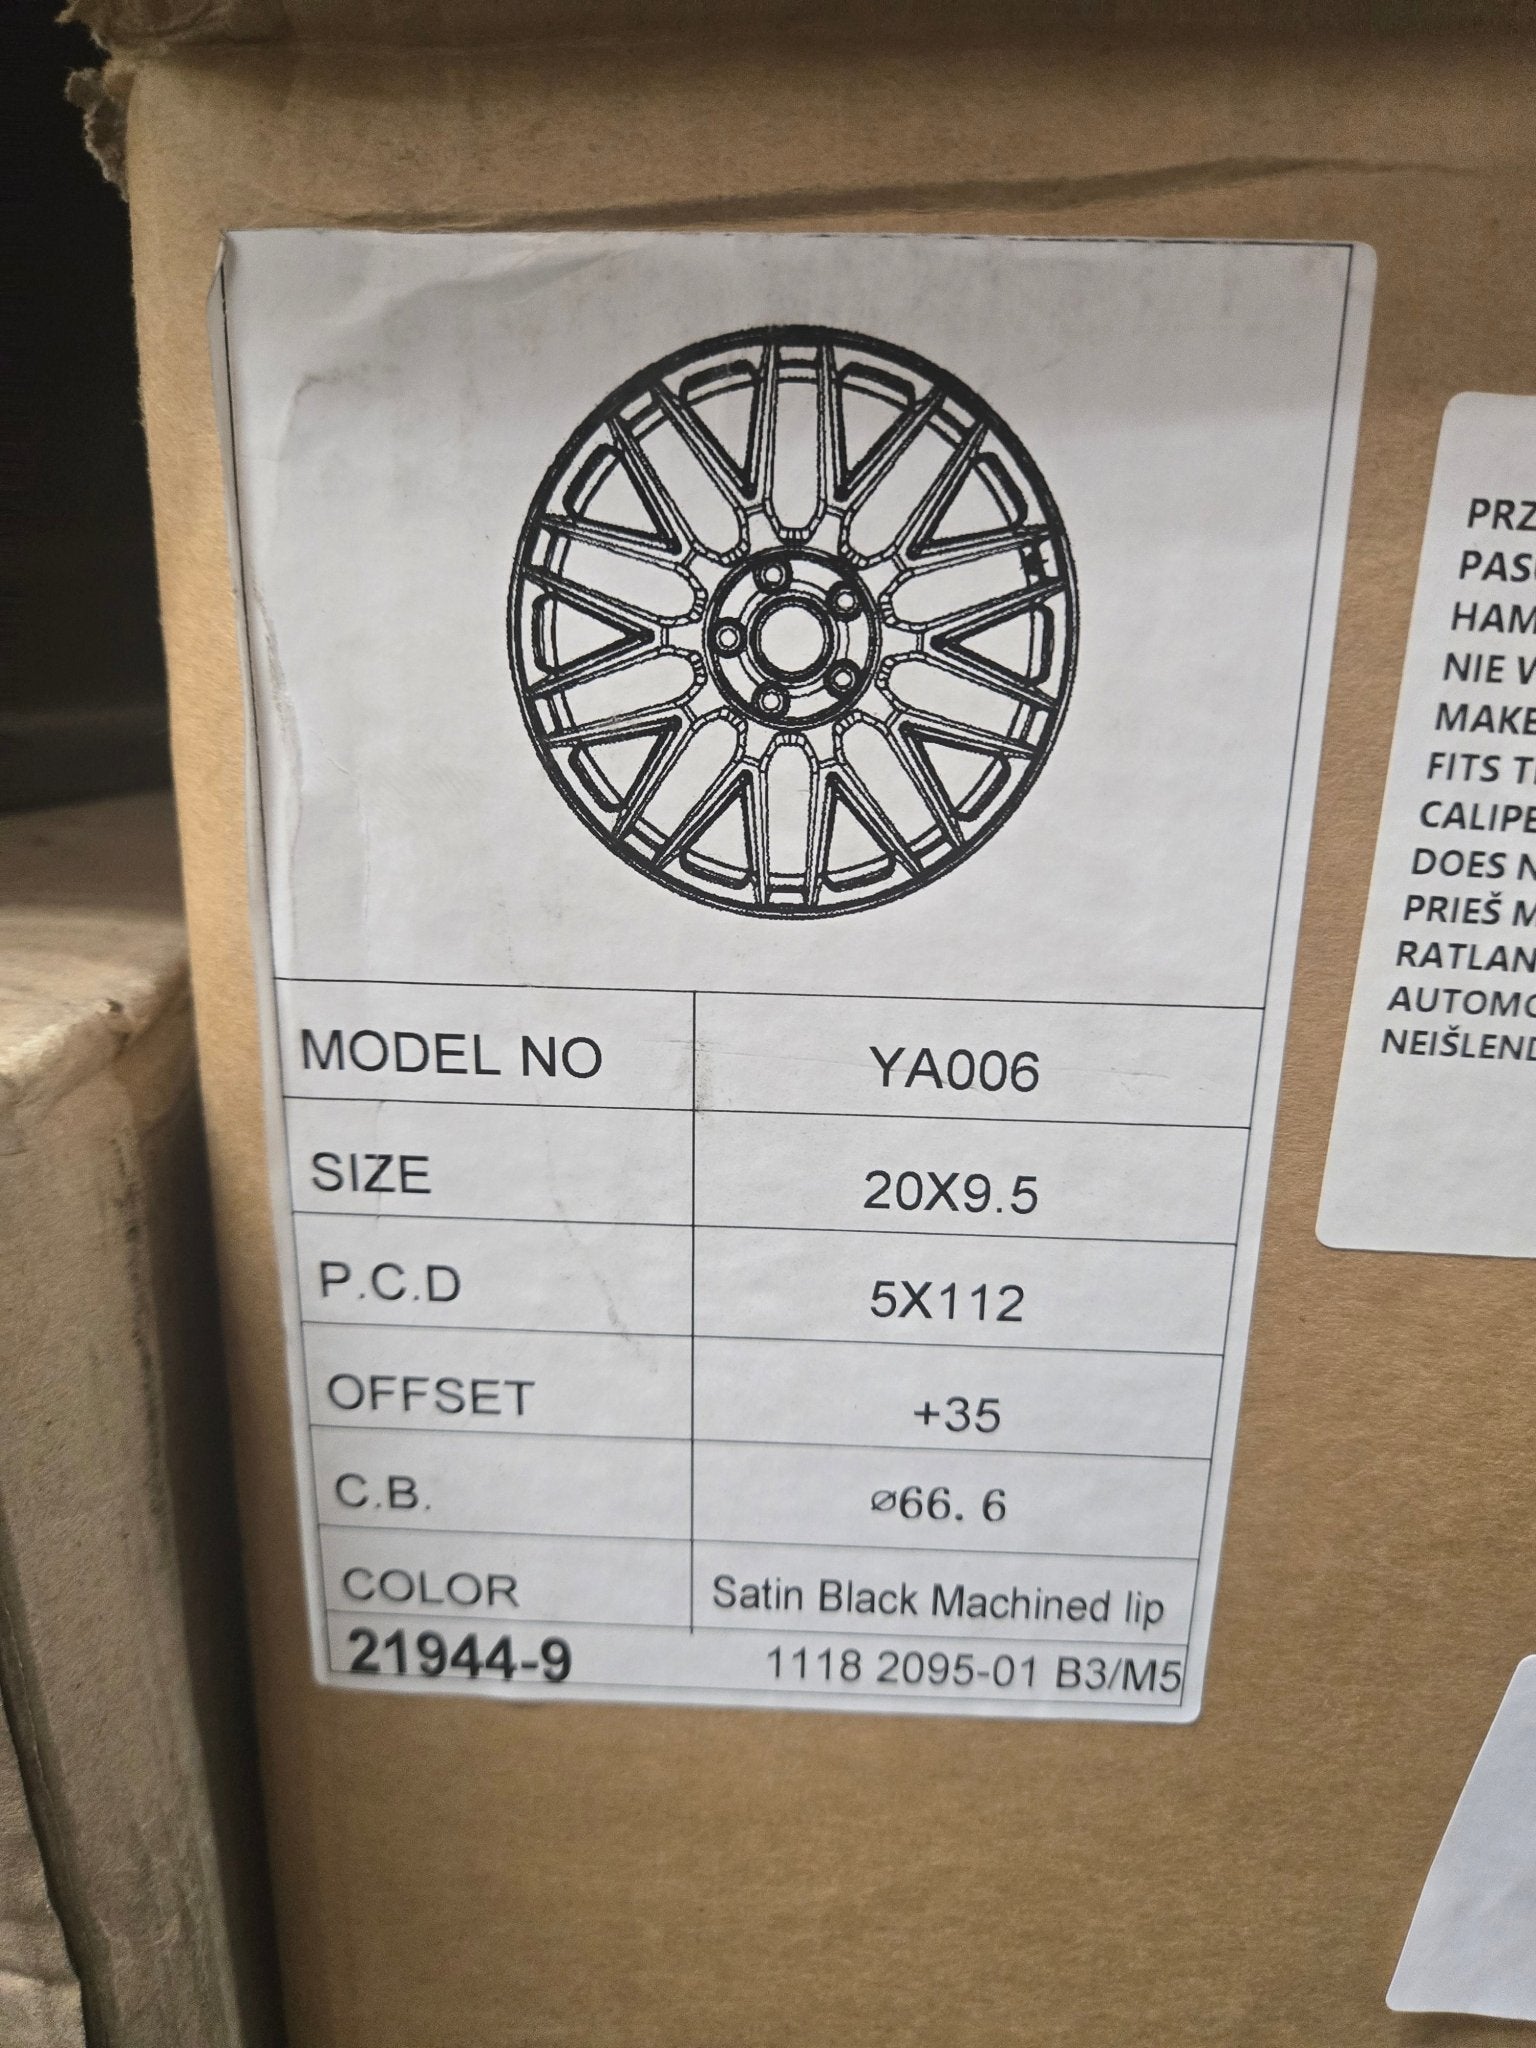 MODEL NO YA006
SIZE 20X9.5
P.C.D 5X112
OFFSET +35
C.B. ⌀66. 6
COLOR Satin Black Machined lip
21944-9 1118 2095-01 B3/M5
PRZ
PAS
HAM
NIE W
MAKE
FITS T
CALIPE
DOES N
PRIEŠ M
RATLAN
AUTOMO
NEIŠLEND